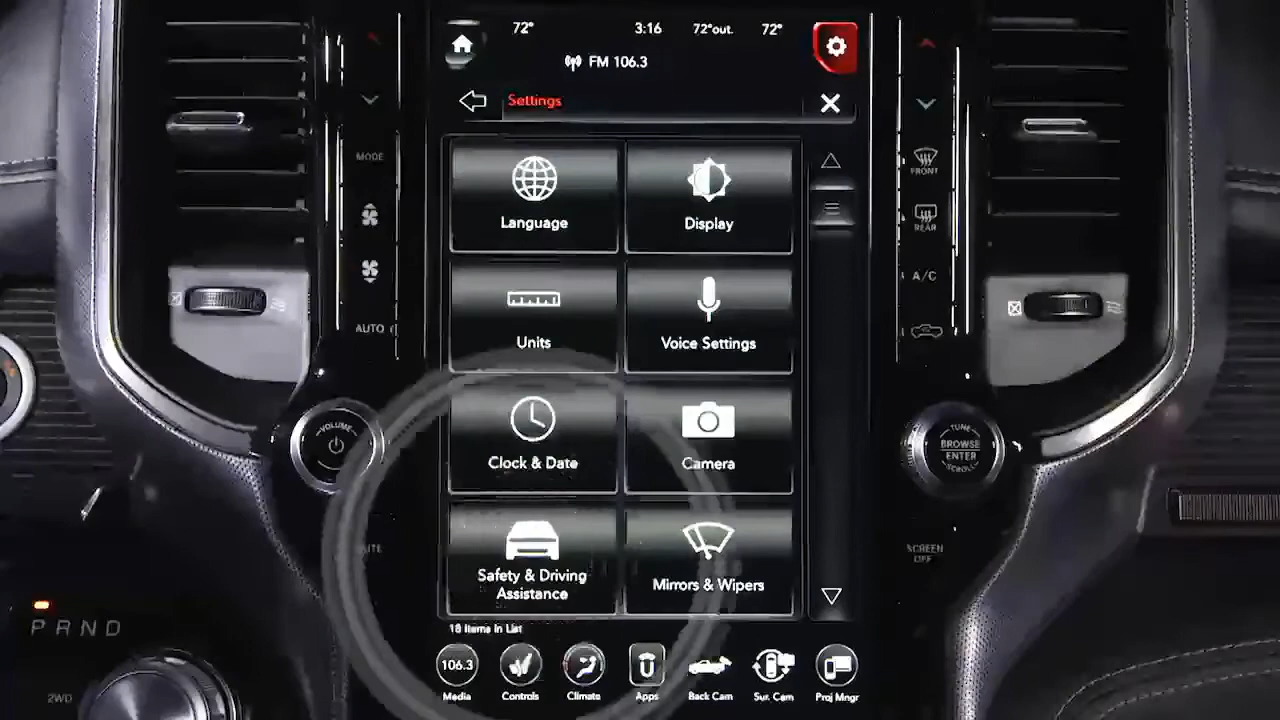 72° 3:16 72°out. 72°
FM 106.3
Settings
Language Display
Units Voice Settings
Clock & Date Camera
Safety & Driving
Assistance
Mirrors & Wipers
18 Items In List
106.3
Media Controls Climate Apps Back Cam Sur. Cam Proj Mngr
MODE
AUTO
VOLUME
FRONT
REAR
A/C
TUNE
BROWSE
ENTER
SCROLL
SCREEN
OFF
P R N D
2WD